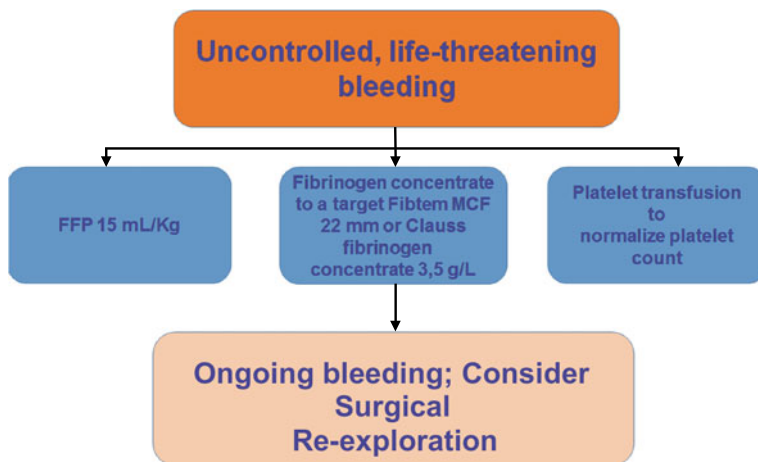 Uncontrolled, life-threatening
bleeding
FFP 15 mL/Kg
Fibrinogen concentrate
to a target Fibtem MCF
22 mm or Clauss
fibrinogen
concentrate 3,5 g/L
Platelet transfusion
to
normalize platelet
count
Ongoing bleeding; Consider
Surgical
Re-exploration